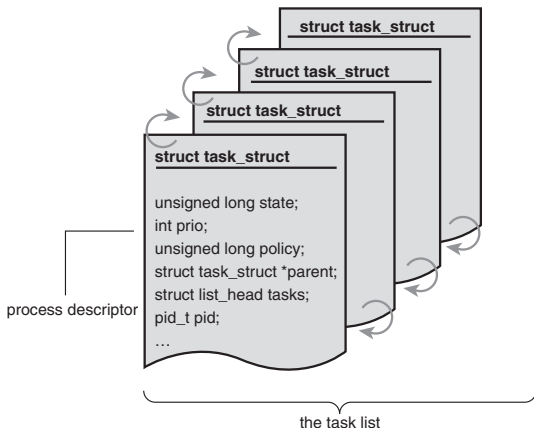 struct task_struct
struct task_struct
struct task_struct
struct task_struct
unsigned long state;
int prio;
unsigned long policy;
struct task_struct *parent;
struct list_head tasks;
pid_t pid;
…
process descriptor
the task list